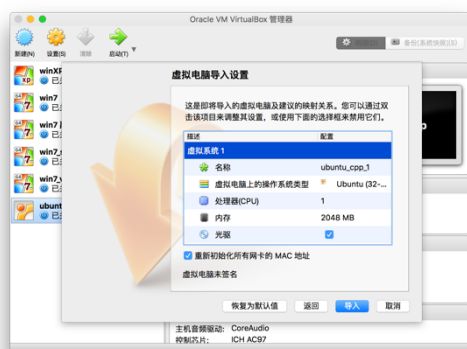 Oracle VM VirtualBox 管理器
新建(N)
设置(S)
清除
启动(T)
备份(系统快照)(S)
winXP
win7
win7
win7_
win7_
ubunt
虚拟电脑导入设置
这是即将导入的虚拟电脑及建议的映射关系。您可以通过双
击该项目来调整其设置，或使用下面的选择框来禁用它们。
描述 配置
虚拟系统 1
名称 ubuntu_cpp_1
虚拟电脑上的操作系统类型 Ubuntu (32-...
处理器(CPU) 1
内存 2048 MB
光驱
重新初始化所有网卡的 MAC 地址
虚拟电脑未签名
恢复为默认值 返回 导入 取消
主机音频驱动: CoreAudio
控制芯片: ICH AC97